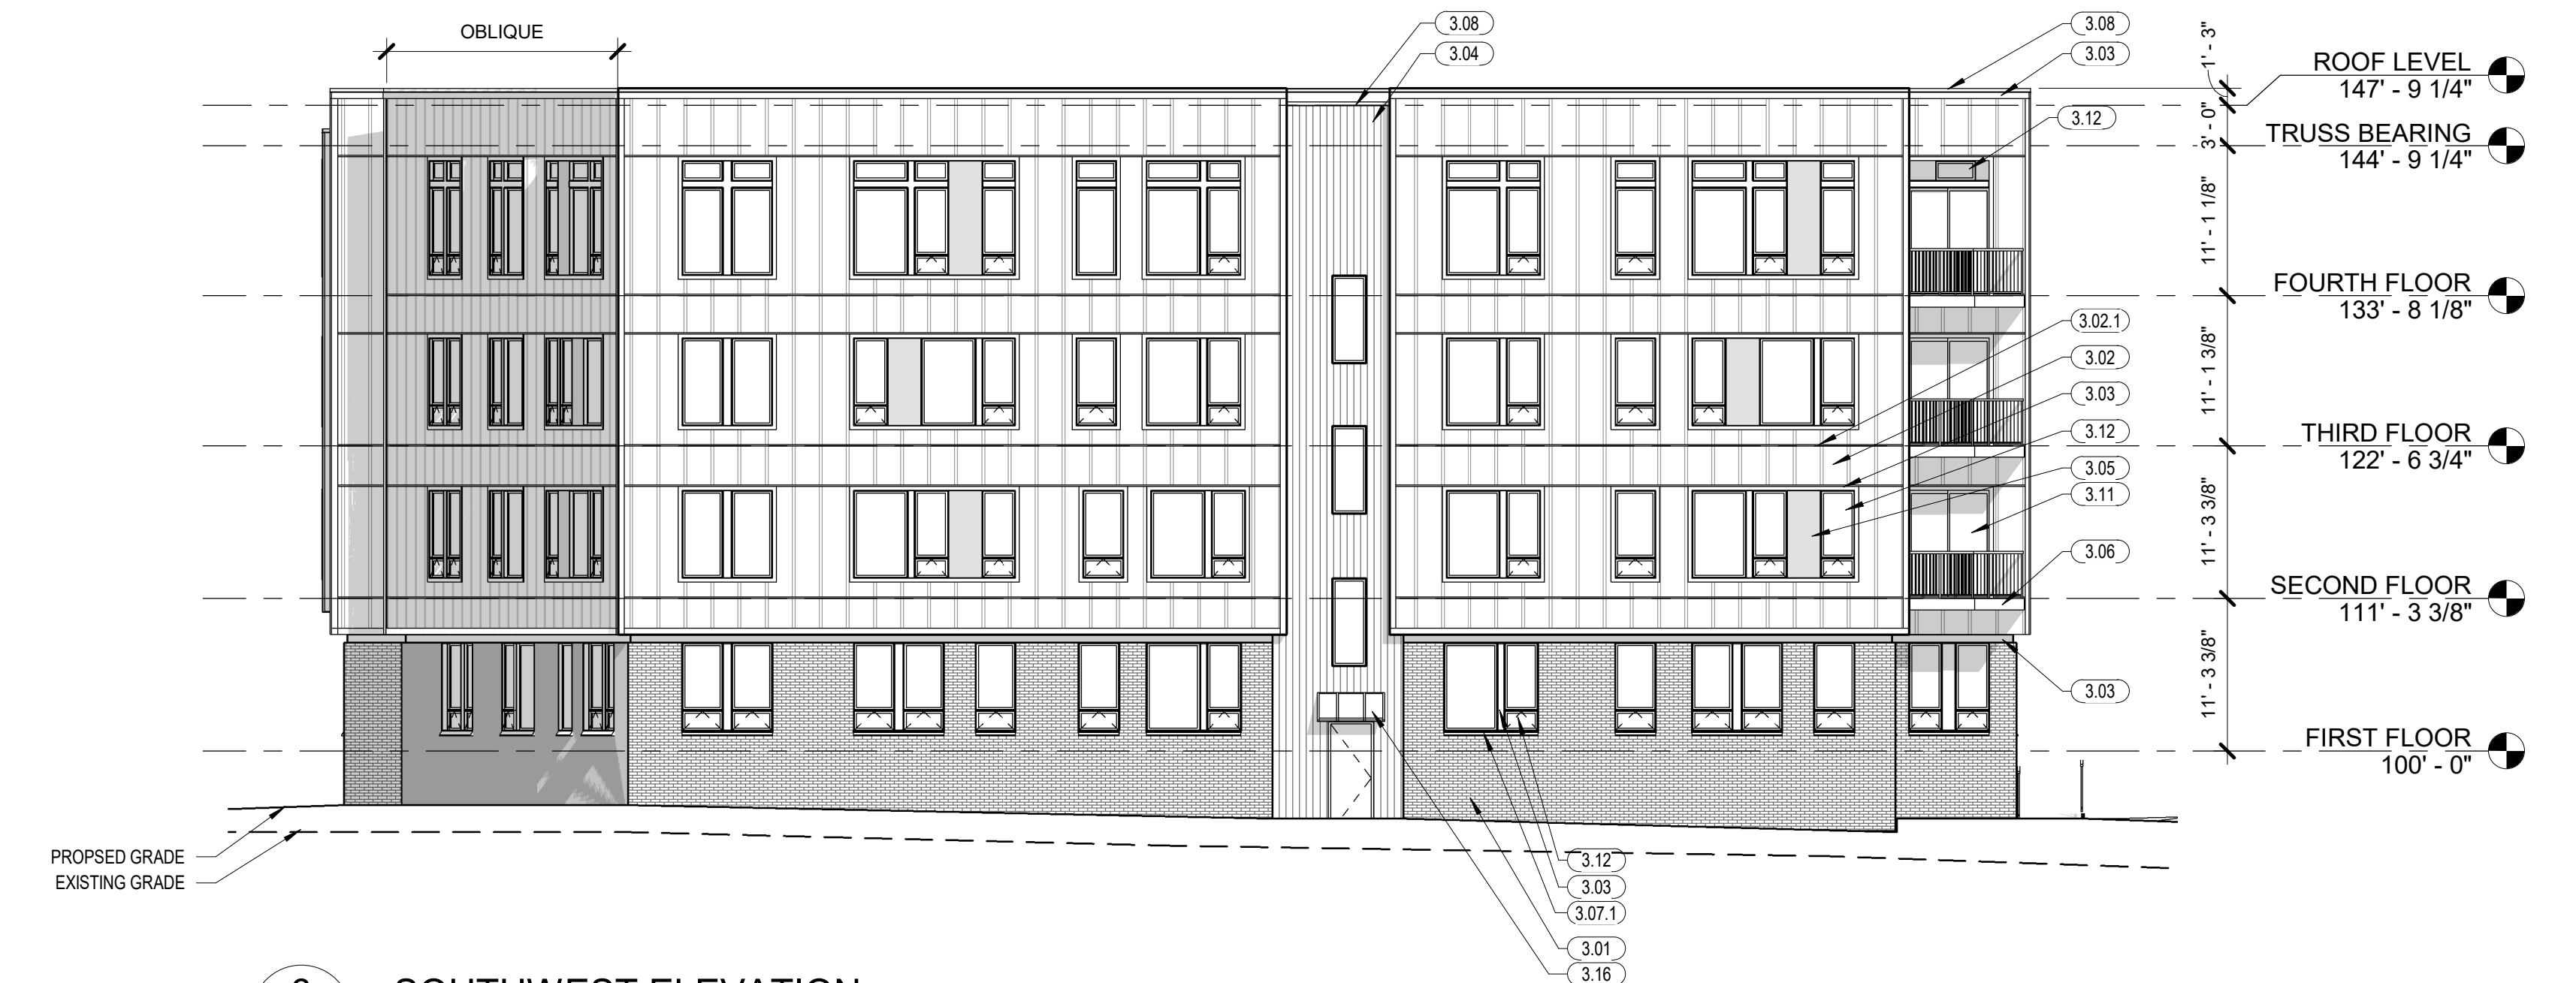 OBLIQUE
3.08
3.04
3.08
3.03
3.12
1' - 3"
3' - 0"
11' - 1 1/8"
11' - 1 3/8"
11' - 3 3/8"
11' - 3 3/8"
ROOF LEVEL
147' - 9 1/4"
TRUSS BEARING
144' - 9 1/4"
FOURTH FLOOR
133' - 8 1/8"
THIRD FLOOR
122' - 6 3/4"
SECOND FLOOR
111' - 3 3/8"
FIRST FLOOR
100' - 0"
3.02.1
3.02
3.03
3.12
3.05
3.11
3.06
3.03
PROPSED GRADE
EXISTING GRADE
3.12
3.03
3.07.1
3.01
3.16
SOUTHWEST ELEVATION